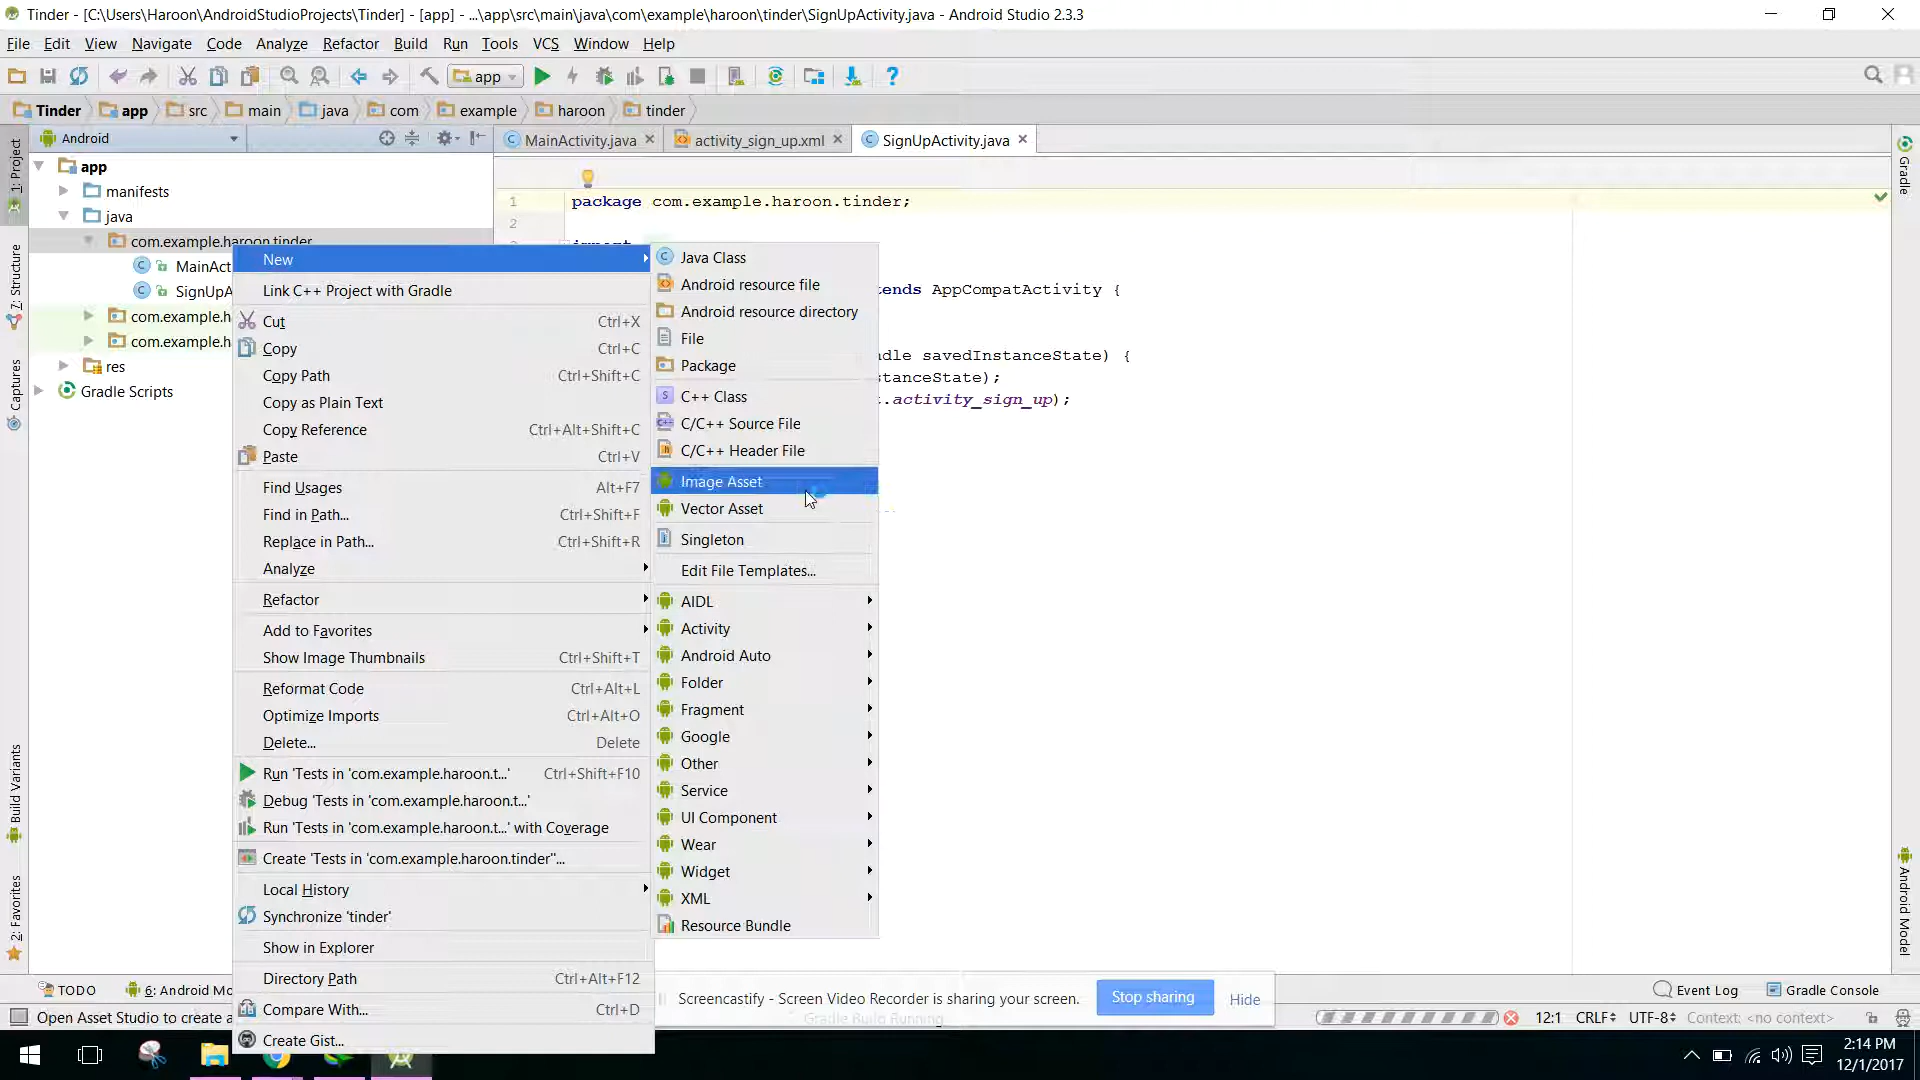 Tinder - [C:\Users\Haroon\AndroidStudioProjects\Tinder] - [app] - ...\app\src\main\java\com\example\haroon\tinder\SignUpActivity.java - Android Studio 2.3.3
File Edit View Navigate Code Analyze Refactor Build Run Tools VCS Window Help
app
Tinder app src main java com example haroon tinder
Android
MainActivity.java activity_sign_up.xml SignUpActivity.java
1: Project
7: Structure
Captures
Build Variants
2: Favorites
Gradle
Android Model
app
manifests
java
com.example.haroon.tinder
MainAct
SignUpA
com.example.h
com.example.h
res
Gradle Scripts
1 package com.example.haroon.tinder;
2
import
tends AppCompatActivity {
dle savedInstanceState) {
stanceState);
t.activity_sign_up);
New
Link C++ Project with Gradle
Cut Ctrl+X
Copy Ctrl+C
Copy Path Ctrl+Shift+C
Copy as Plain Text
Copy Reference Ctrl+Alt+Shift+C
Paste Ctrl+V
Find Usages Alt+F7
Find in Path... Ctrl+Shift+F
Replace in Path... Ctrl+Shift+R
Analyze
Refactor
Add to Favorites
Show Image Thumbnails Ctrl+Shift+T
Reformat Code Ctrl+Alt+L
Optimize Imports Ctrl+Alt+O
Delete... Delete
Run 'Tests in 'com.example.haroon.t...' Ctrl+Shift+F10
Debug 'Tests in 'com.example.haroon.t...'
Run 'Tests in 'com.example.haroon.t...' with Coverage
Create 'Tests in 'com.example.haroon.tinder''...
Local History
Synchronize 'tinder'
Show in Explorer
Directory Path Ctrl+Alt+F12
Compare With... Ctrl+D
Create Gist...
Java Class
Android resource file
Android resource directory
File
Package
C++ Class
C/C++ Source File
C/C++ Header File
Image Asset
Vector Asset
Singleton
Edit File Templates...
AIDL
Activity
Android Auto
Folder
Fragment
Google
Other
Service
UI Component
Wear
Widget
XML
Resource Bundle
TODO 6: Android Mo
Event Log Gradle Console
Screencastify - Screen Video Recorder is sharing your screen. Stop sharing Hide
Gradle Build Running
Open Asset Studio to create a
12:1 CRLF UTF-8 Context: <no context>
2:14 PM
12/1/2017